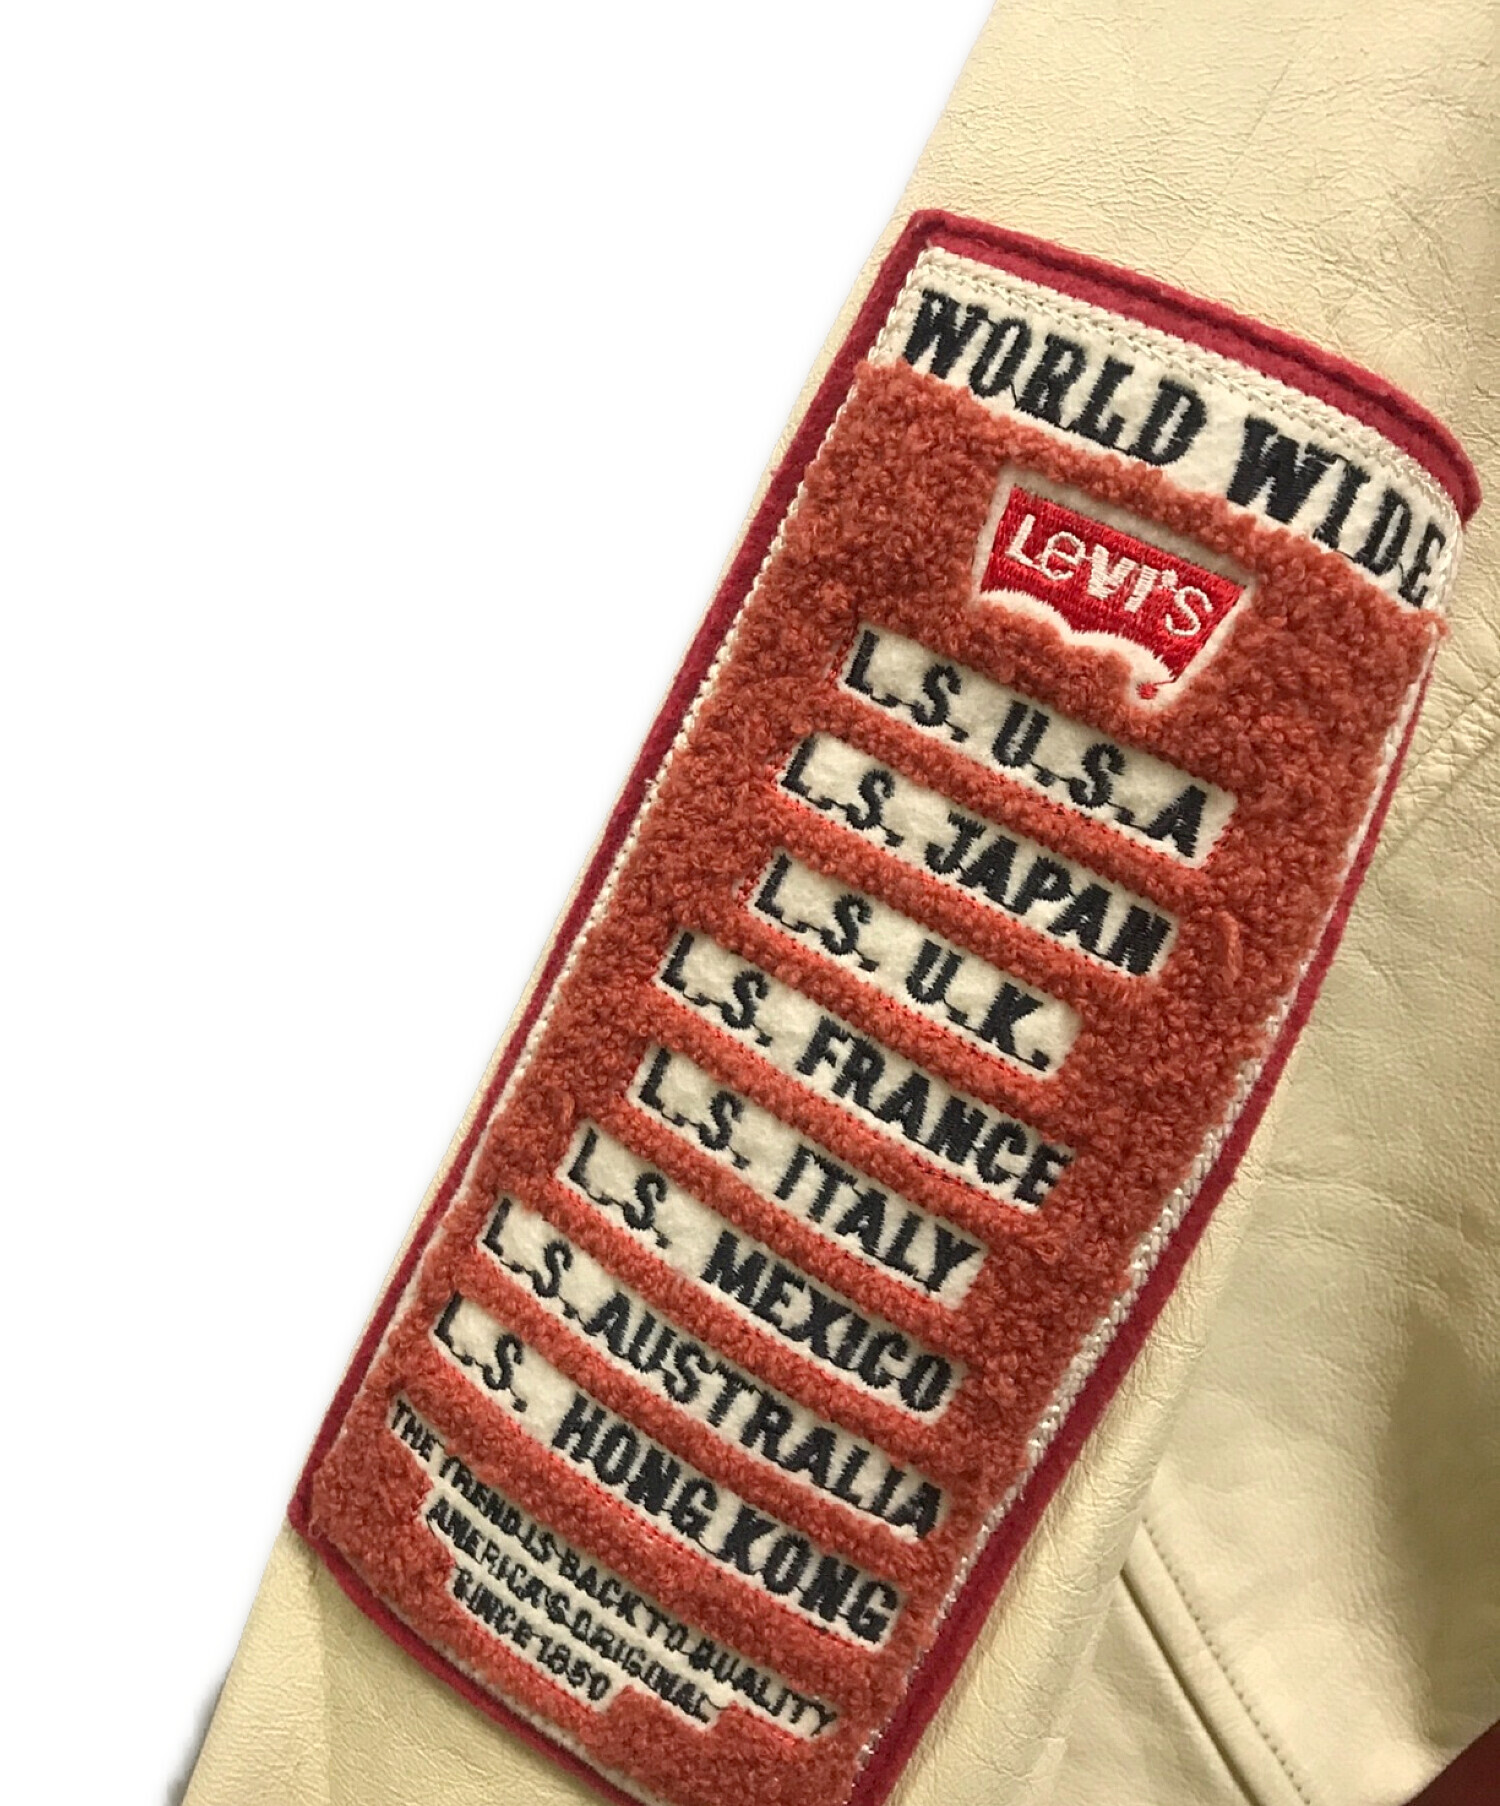 WORLD WIDE
Levi's
L.S. U.S.A
L.S. JAPAN
L.S. U.K.
L.S. FRANCE
L.S. ITALY
L.S. MEXICO
L.S. AUSTRALIA
L.S. HONG KONG
THE TREND IS BACK TO QUALITY
AMERICA'S ORIGINAL
SINCE 1850